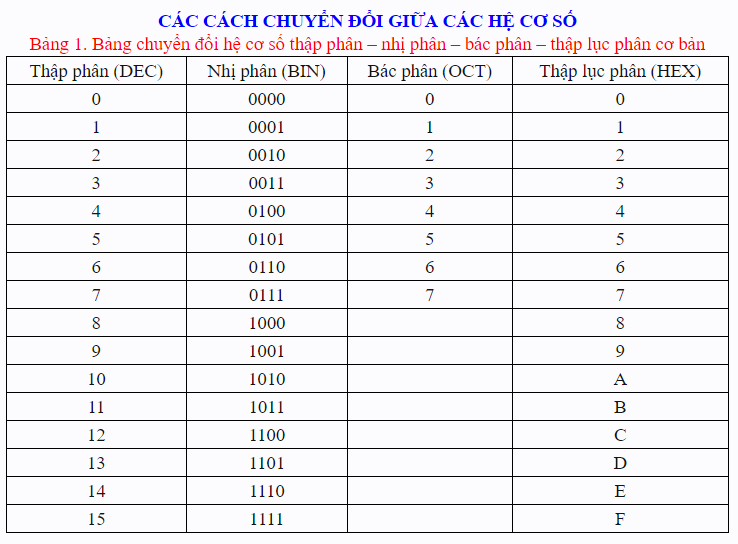 CÁC CÁCH CHUYỂN ĐỔI GIỮA CÁC HỆ CƠ SỐ
Bảng 1. Bảng chuyển đổi hệ cơ số thập phân – nhị phân – bác phân – thập lục phân cơ bản
Thập phân (DEC) Nhị phân (BIN) Bác phân (OCT) Thập lục phân (HEX)
0 0000 0 0
1 0001 1 1
2 0010 2 2
3 0011 3 3
4 0100 4 4
5 0101 5 5
6 0110 6 6
7 0111 7 7
8 1000 8
9 1001 9
10 1010 A
11 1011 B
12 1100 C
13 1101 D
14 1110 E
15 1111 F